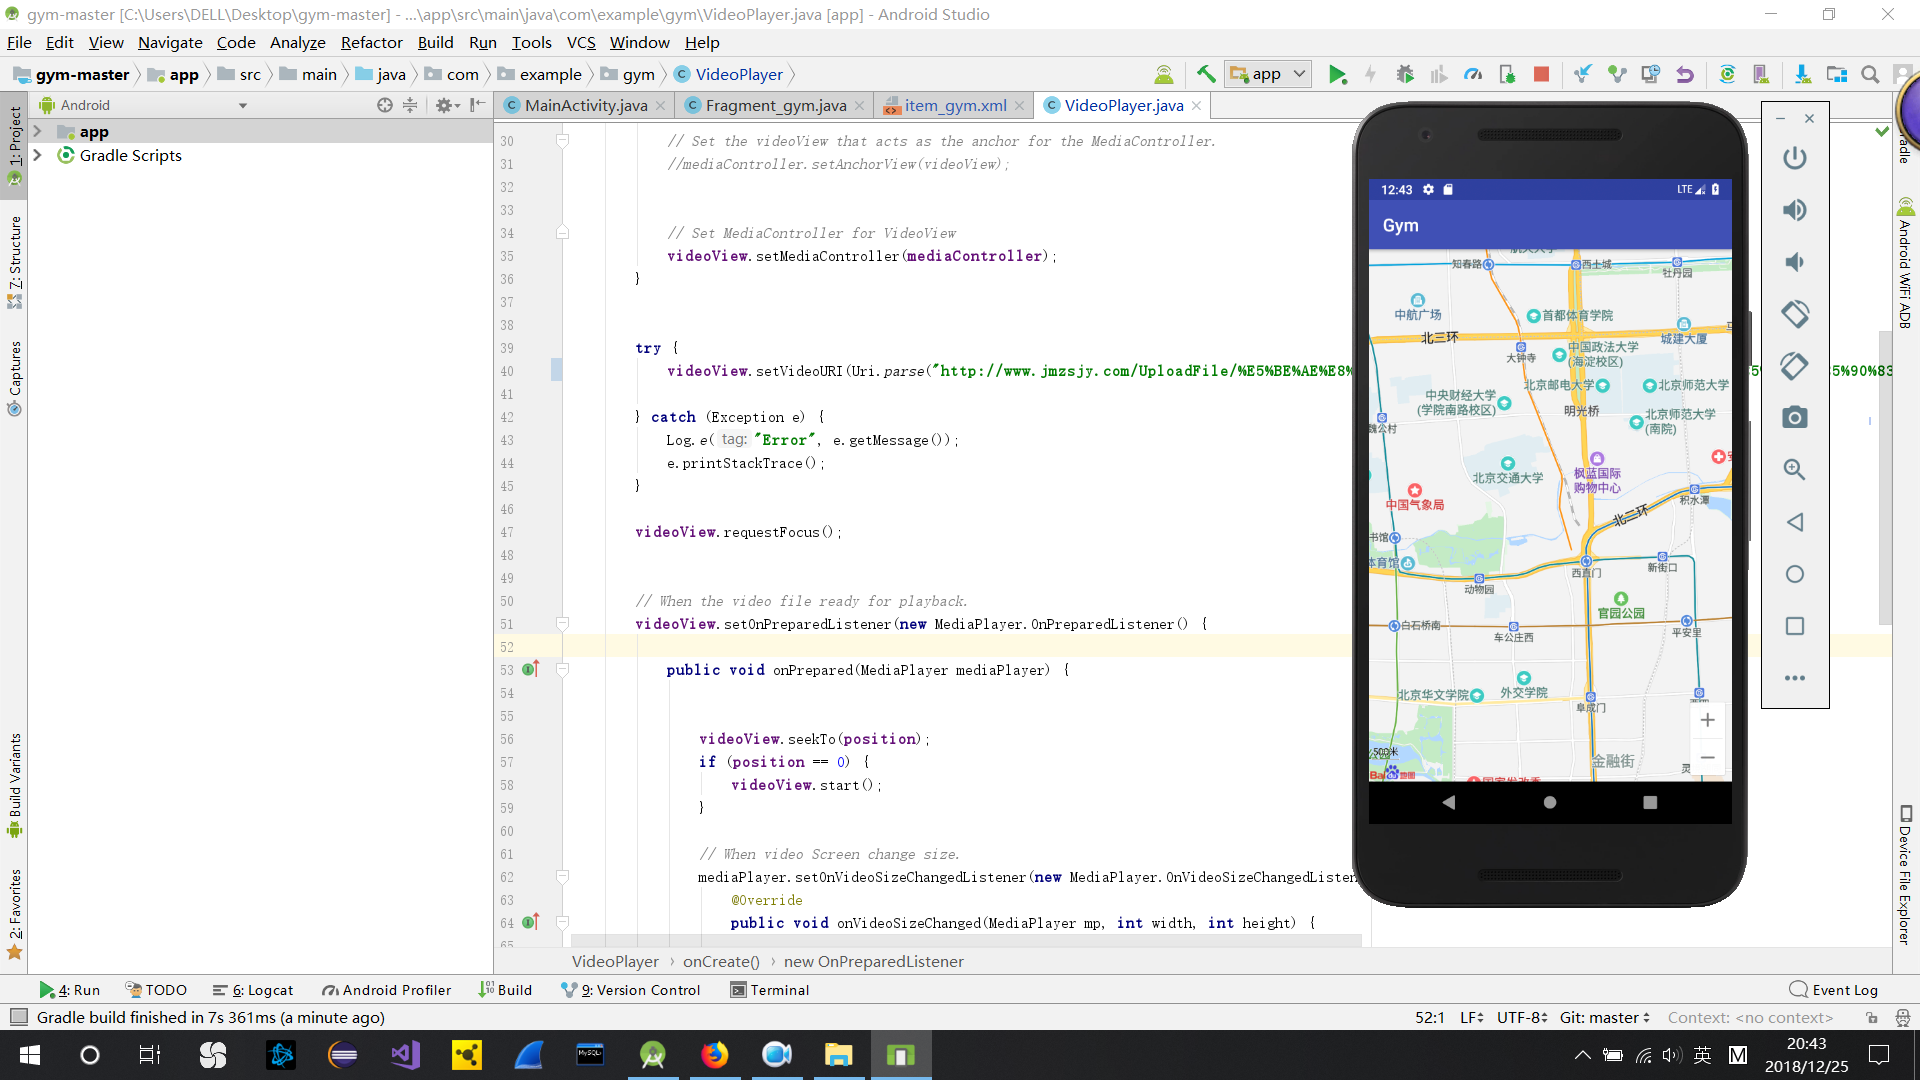 gym-master [C:\Users\DELL\Desktop\gym-master] - ...\app\src\main\java\com\example\gym\VideoPlayer.java [app] - Android Studio
File Edit View Navigate Code Analyze Refactor Build Run Tools VCS Window Help
gym-master app src main java com example gym VideoPlayer
app
Android
MainActivity.java Fragment_gym.java item_gym.xml VideoPlayer.java
app
Gradle Scripts
1: Project
7: Structure
Captures
Build Variants
2: Favorites
30 // Set the videoView that acts as the anchor for the MediaController.
31 //mediaController.setAnchorView(videoView);
32
33
34 // Set MediaController for VideoView
35 videoView.setMediaController(mediaController);
36 }
37
38
39 try {
40 videoView.setVideoURI(Uri.parse("http://www.jmzsjy.com/UploadFile/%E5%BE%AE%E8%
41
42 } catch (Exception e) {
43 Log.e( tag: "Error", e.getMessage());
44 e.printStackTrace();
45 }
46
47 videoView.requestFocus();
48
49
50 // When the video file ready for playback.
51 videoView.setOnPreparedListener(new MediaPlayer.OnPreparedListener() {
52
53 public void onPrepared(MediaPlayer mediaPlayer) {
54
55
56 videoView.seekTo(position);
57 if (position == 0) {
58 videoView.start();
59 }
60
61 // When video Screen change size.
62 mediaPlayer.setOnVideoSizeChangedListener(new MediaPlayer.OnVideoSizeChangedListen
63 @Override
64 public void onVideoSizeChanged(MediaPlayer mp, int width, int height) {
65
VideoPlayer › onCreate() › new OnPreparedListener
12:43 LTE
Gym
知春路 西土城 牡丹园
中航广场 首都体育学院
北三环 城建大厦
大钟寺 中国政法大学
(海淀校区)
北京邮电大学 北京师范大学
中央财经大学
(学院南路校区) 明光桥 北京师范大学
(南院)
魏公村
北京交通大学 枫蓝国际
购物中心
中国气象局 积水潭
北二环
书馆
体育馆 西直门 新街口
动物园
官园公园
白石桥南 车公庄西 平安里
北京华文学院 外交学院
阜成门
500米 金融街 灵
Bai 地图 国家发改委
+
−
Android WiFi ADB
Device File Explorer
4: Run TODO 6: Logcat Android Profiler Build 9: Version Control Terminal Event Log
Gradle build finished in 7s 361ms (a minute ago) 52:1 LF UTF-8 Git: master Context: <no context>
MySQL
英 M 20:43
2018/12/25